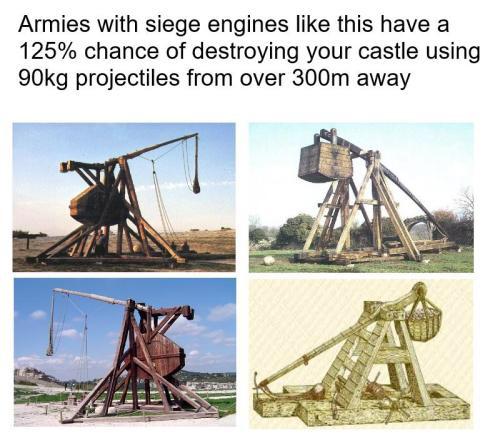 Armies with siege engines like this have a
125% chance of destroying your castle using
90kg projectiles from over 300m away